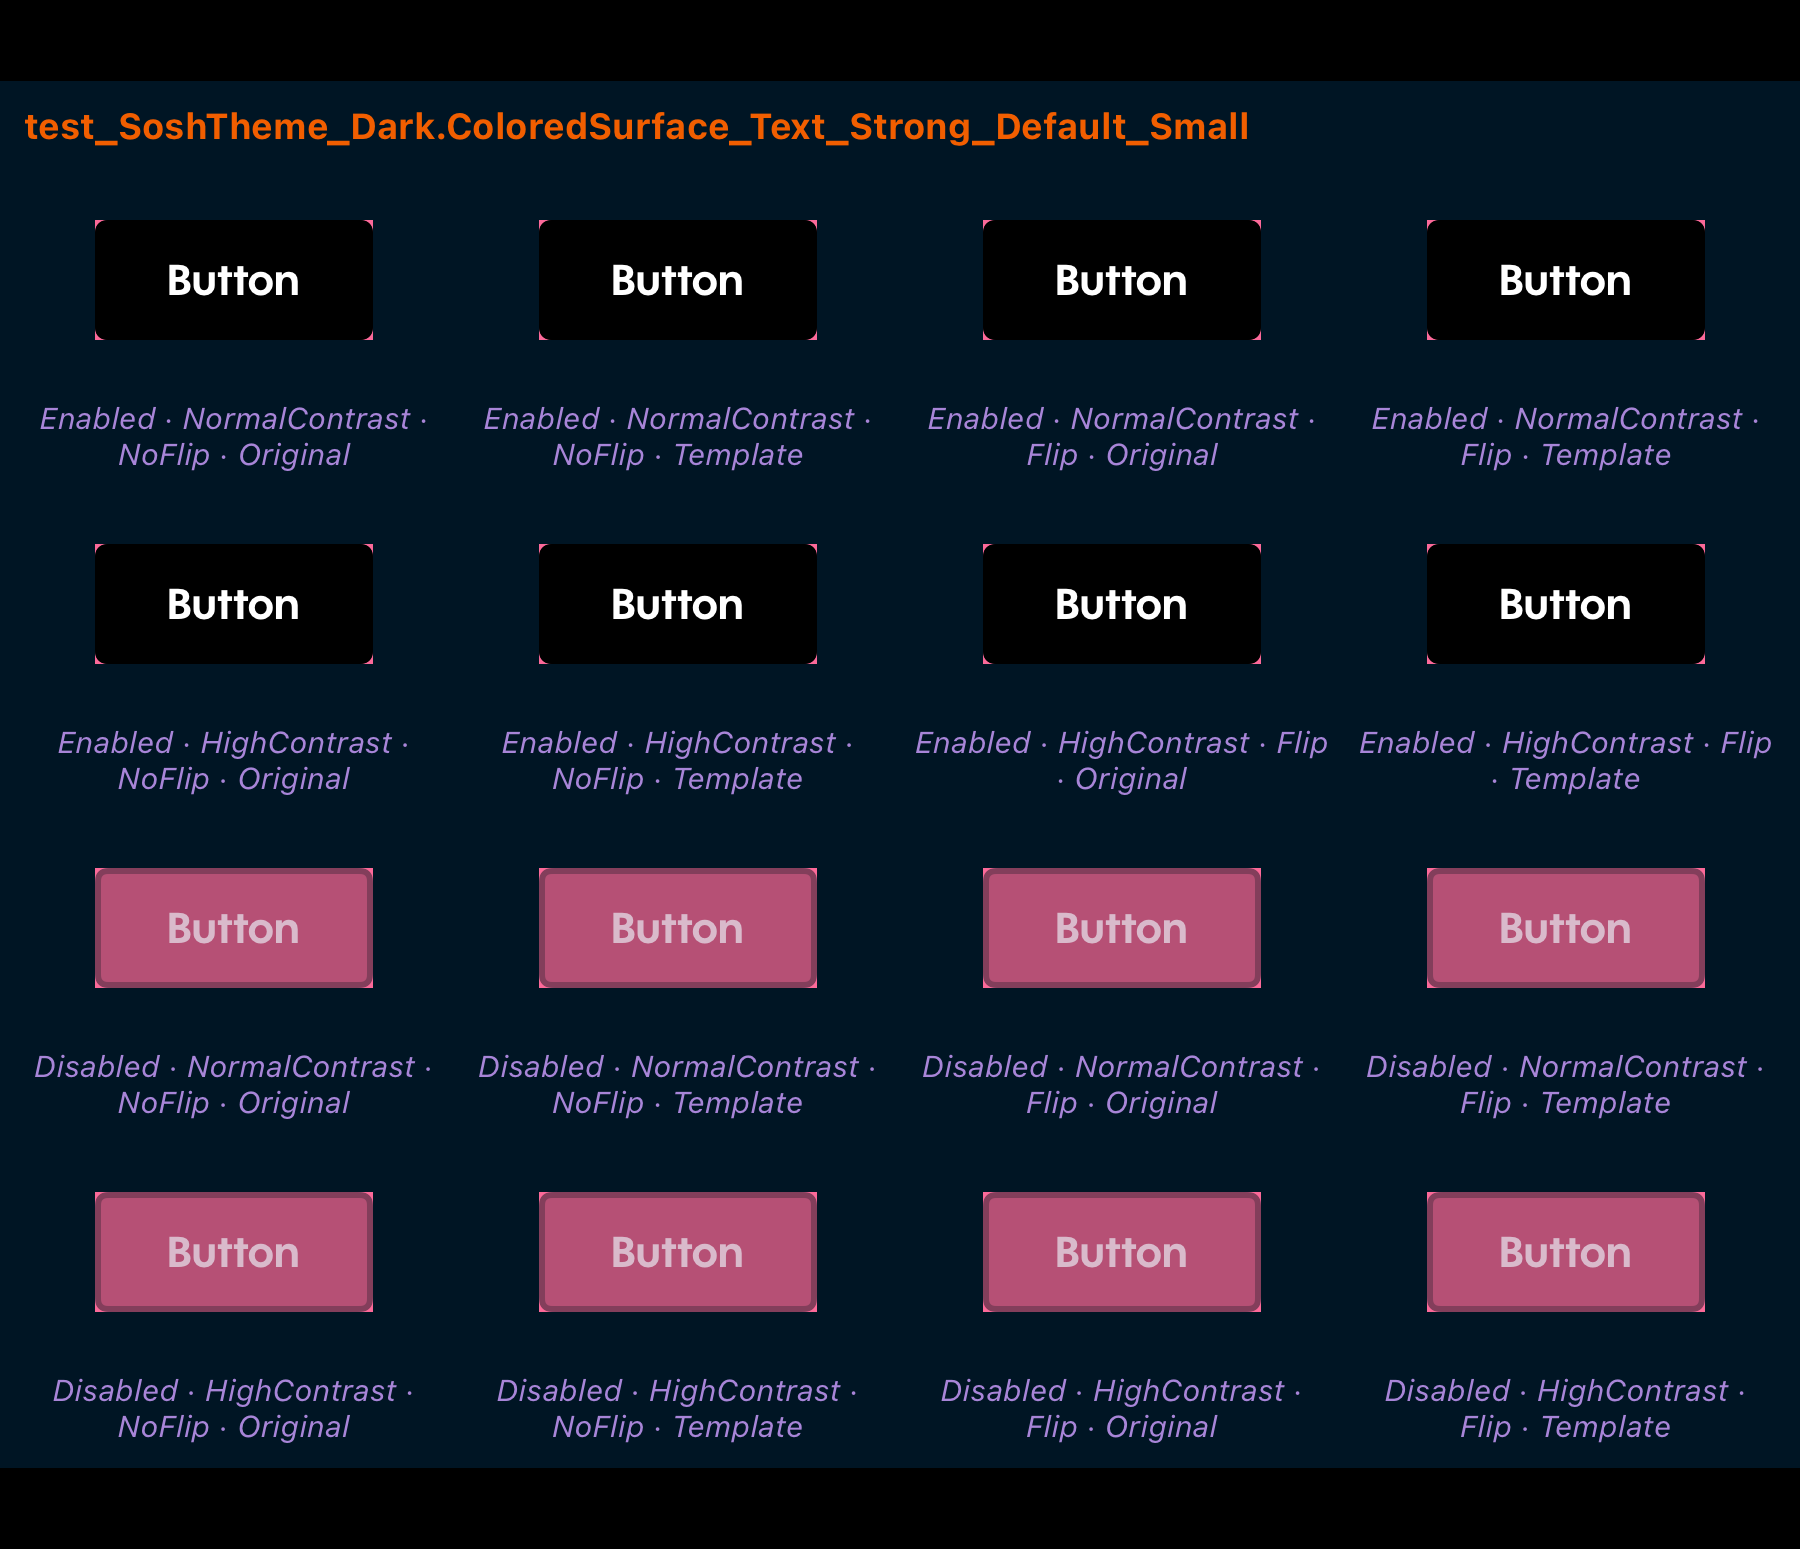 test_SoshTheme_Dark.ColoredSurface_Text_Strong_Default_Small
Button Button Button Button
Enabled · NormalContrast · Enabled · NormalContrast · Enabled · NormalContrast · Enabled · NormalContrast ·
NoFlip · Original NoFlip · Template Flip · Original Flip · Template
Button Button Button Button
Enabled · HighContrast · Enabled · HighContrast · Enabled · HighContrast · Flip Enabled · HighContrast · Flip
NoFlip · Original NoFlip · Template · Original · Template
Button Button Button Button
Disabled · NormalContrast · Disabled · NormalContrast · Disabled · NormalContrast · Disabled · NormalContrast ·
NoFlip · Original NoFlip · Template Flip · Original Flip · Template
Button Button Button Button
Disabled · HighContrast · Disabled · HighContrast · Disabled · HighContrast · Disabled · HighContrast ·
NoFlip · Original NoFlip · Template Flip · Original Flip · Template